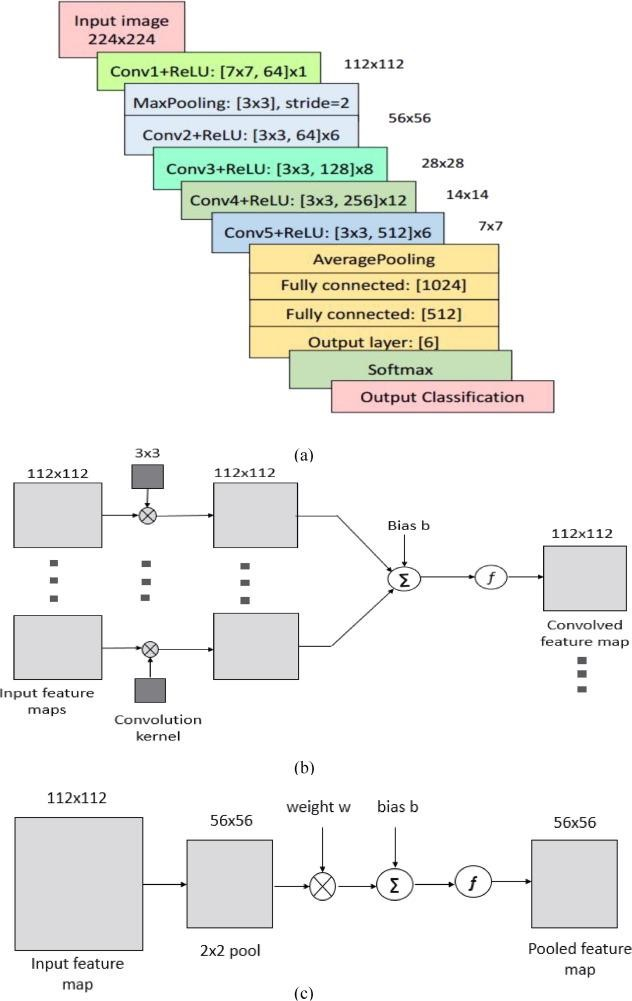 Input image
224x224
Conv1+ReLU: [7x7, 64]x1
112x112
MaxPooling: [3x3], stride=2
56x56
Conv2+ReLU: [3x3, 64]x6
Conv3+ReLU: [3x3, 128]x8
28x28
Conv4+ReLU: [3x3, 256]x12
14x14
Conv5+ReLU: [3x3, 512]x6
7x7
AveragePooling
Fully connected: [1024]
Fully connected: [512]
Output layer: [6]
Softmax
Output Classification
(a)
3x3
112x112
112x112
Bias b
112x112
Σ
f
Convolved
feature map
Input feature
maps
Convolution
kernel
(b)
112x112
56x56
weight w
bias b
56x56
Σ
f
Input feature
map
2x2 pool
Pooled feature
map
(c)